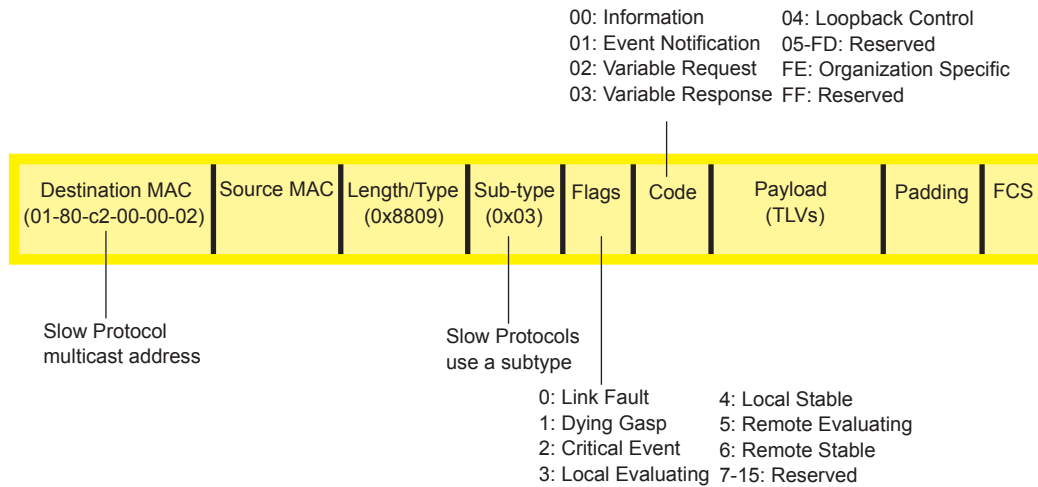 00: Information
01: Event Notification
02: Variable Request
03: Variable Response
04: Loopback Control
05-FD: Reserved
FE: Organization Specific
FF: Reserved
Destination MAC
(01-80-c2-00-00-02)
Source MAC
Length/Type
(0x8809)
Sub-type
(0x03)
Flags
Code
Payload
(TLVs)
Padding
FCS
Slow Protocol
multicast address
Slow Protocols
use a subtype
0: Link Fault
1: Dying Gasp
2: Critical Event
3: Local Evaluating
4: Local Stable
5: Remote Evaluating
6: Remote Stable
7-15: Reserved